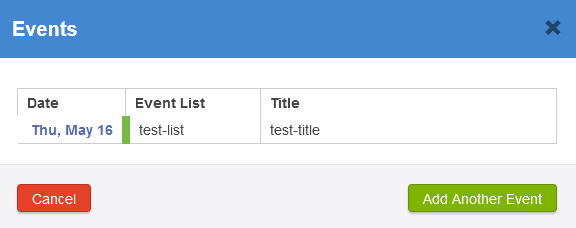 Events
Date Event List Title
Thu, May 16 test-list test-title
Cancel Add Another Event